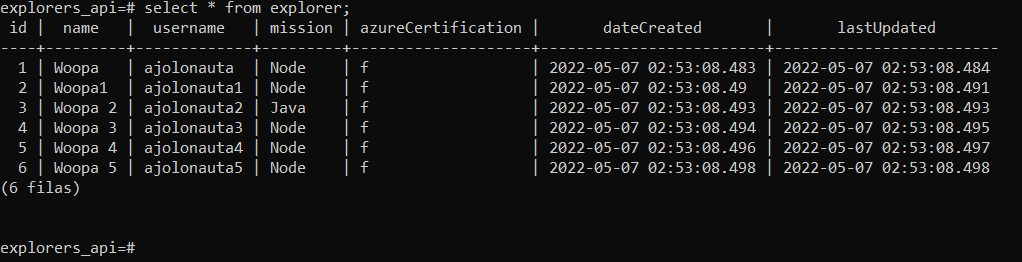 explorers_api=# select * from explorer;
 id |  name   |  username   | mission | azureCertification |       dateCreated       |       lastUpdated
----+---------+-------------+---------+--------------------+-------------------------+-------------------------
  1 | Woopa   | ajolonauta  | Node    | f                  | 2022-05-07 02:53:08.483 | 2022-05-07 02:53:08.484
  2 | Woopa1  | ajolonauta1 | Node    | f                  | 2022-05-07 02:53:08.49  | 2022-05-07 02:53:08.491
  3 | Woopa 2 | ajolonauta2 | Java    | f                  | 2022-05-07 02:53:08.493 | 2022-05-07 02:53:08.493
  4 | Woopa 3 | ajolonauta3 | Node    | f                  | 2022-05-07 02:53:08.494 | 2022-05-07 02:53:08.495
  5 | Woopa 4 | ajolonauta4 | Node    | f                  | 2022-05-07 02:53:08.496 | 2022-05-07 02:53:08.497
  6 | Woopa 5 | ajolonauta5 | Node    | f                  | 2022-05-07 02:53:08.498 | 2022-05-07 02:53:08.498
(6 filas)
explorers_api=#